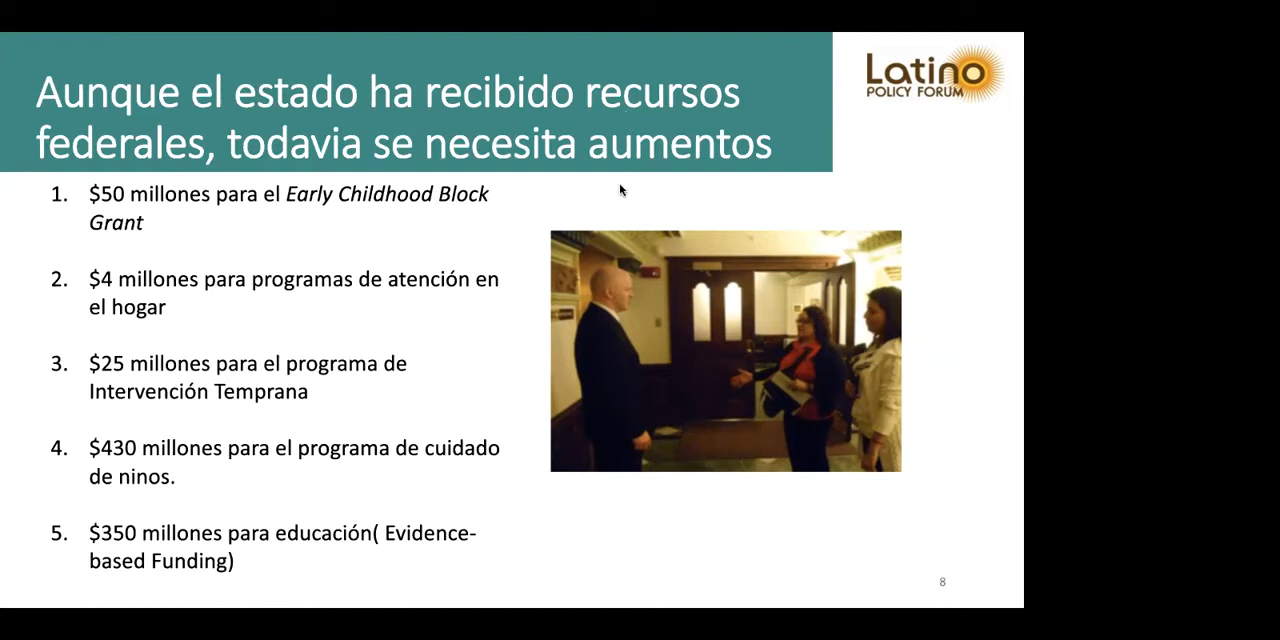 Aunque el estado ha recibido recursos
federales, todavia se necesita aumentos
Latino
POLICY FORUM
1. $50 millones para el Early Childhood Block
Grant
2. $4 millones para programas de atención en
el hogar
3. $25 millones para el programa de
Intervención Temprana
4. $430 millones para el programa de cuidado
de ninos.
5. $350 millones para educación( Evidence-
based Funding)
8